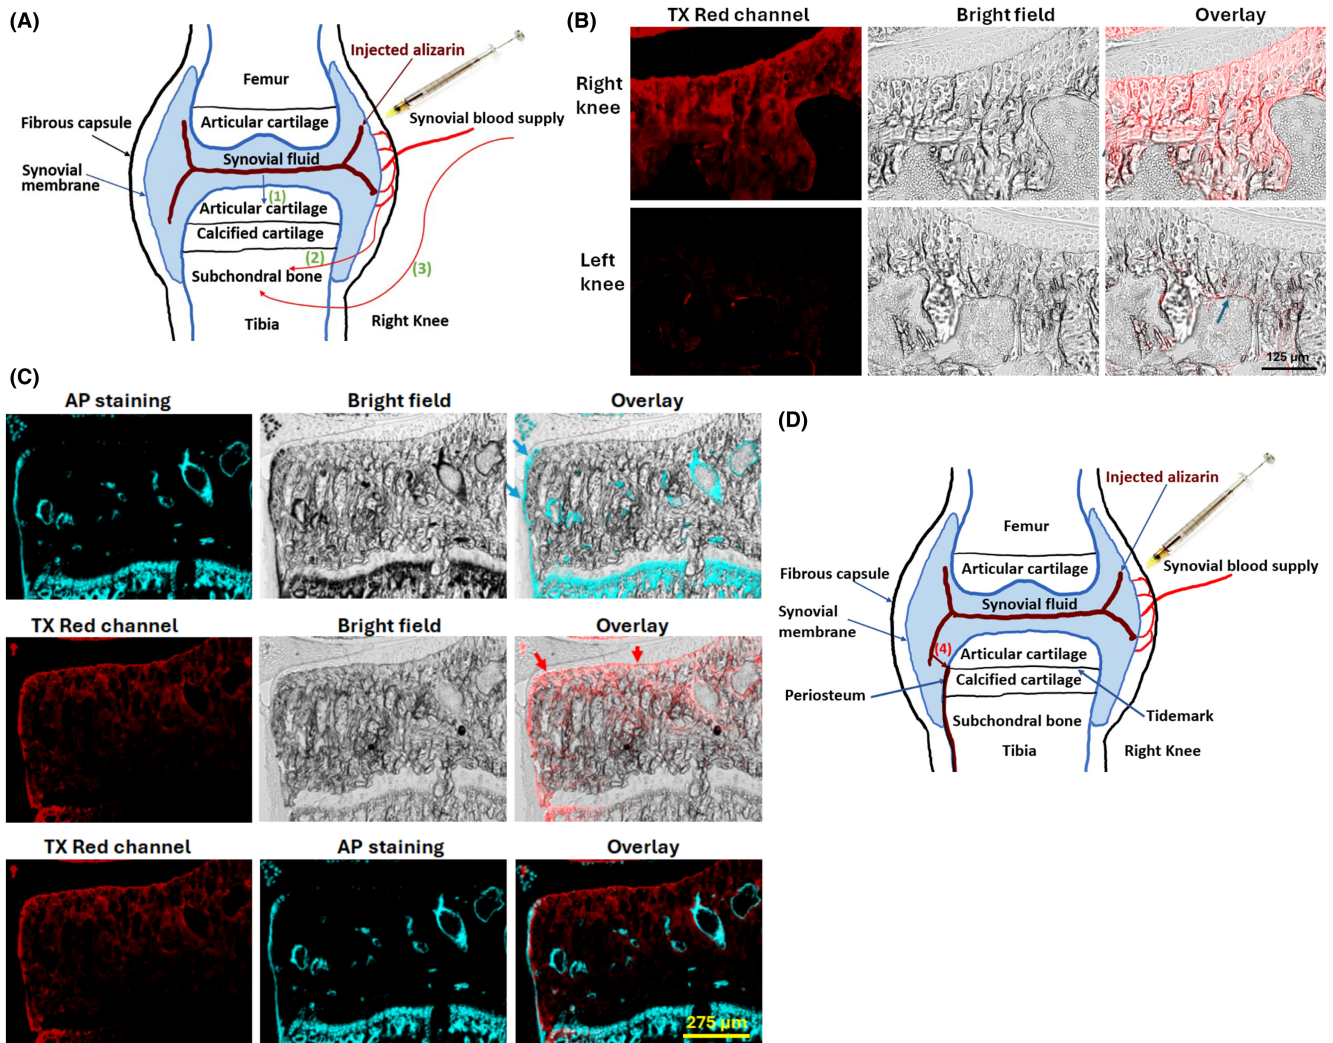 (A)
Injected alizarin
Femur
Fibrous capsule
Articular cartilage
Synovial blood supply
Synovial fluid
Synovial
membrane
(1)
Articular cartilage
Calcified cartilage
(2)
(3)
Subchondral bone
Tibia
Right Knee
(B)
TX Red channel
Bright field
Overlay
Right
knee
Left
knee
125 µm
(C)
AP staining
Bright field
Overlay
TX Red channel
Bright field
Overlay
TX Red channel
AP staining
Overlay
275 µm
(D)
Injected alizarin
Femur
Fibrous capsule
Articular cartilage
Synovial blood supply
Synovial fluid
Synovial
membrane
(4)
Articular cartilage
Calcified cartilage
Periosteum
Subchondral bone
Tidemark
Tibia
Right Knee